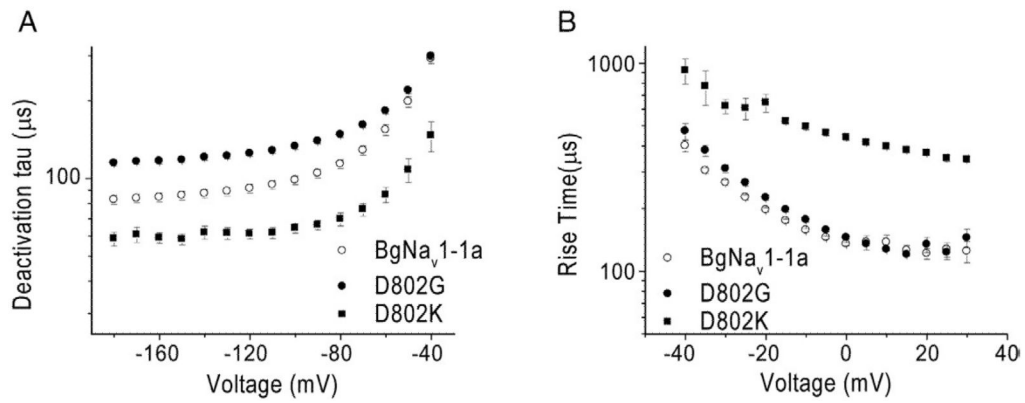 A
Deactivation tau (μs)
100
BgNaᵥ1-1a
D802G
D802K
-160
-120
-80
-40
Voltage (mV)
B
Rise Time(μs)
1000
100
BgNaᵥ1-1a
D802G
D802K
-40
-20
0
20
40
Voltage (mV)